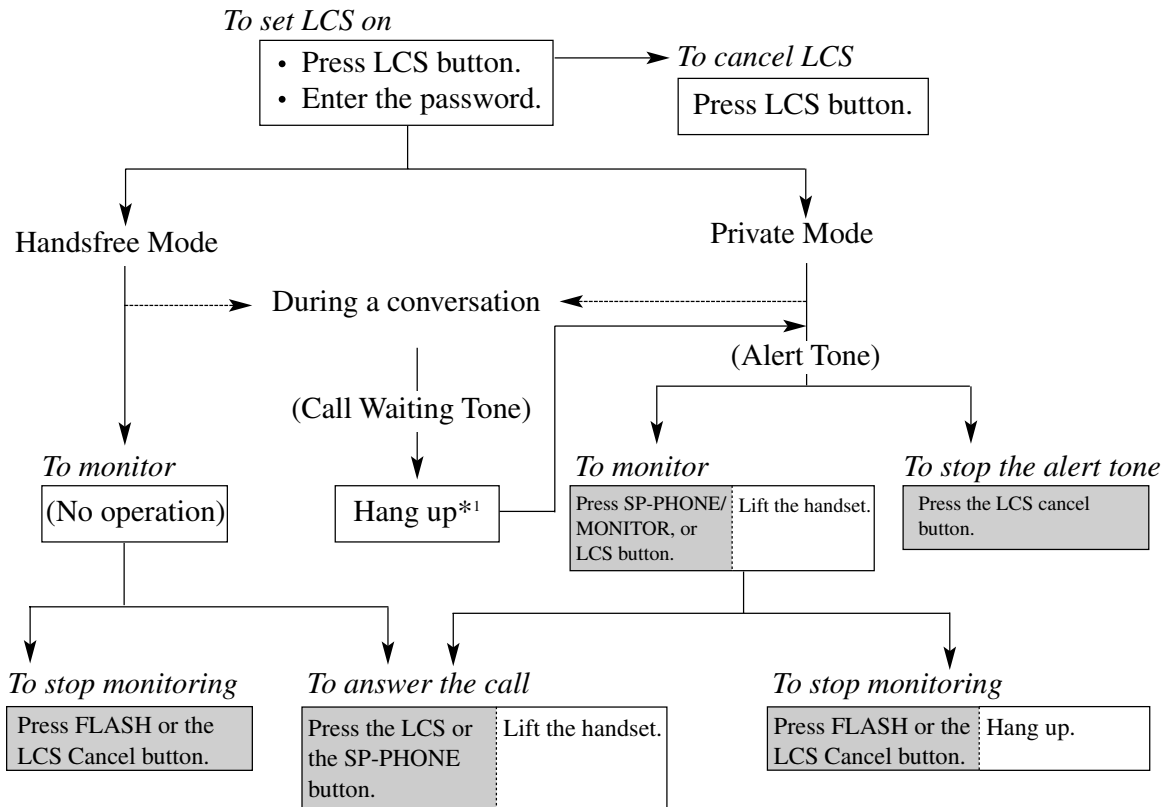 To set LCS on
• Press LCS button.
• Enter the password.
To cancel LCS
Press LCS button.
Handsfree Mode
Private Mode
During a conversation
(Alert Tone)
(Call Waiting Tone)
To monitor
(No operation)
Hang up*1
To monitor
Press SP-PHONE/
MONITOR, or
LCS button.
Lift the handset.
To stop the alert tone
Press the LCS cancel
button.
To stop monitoring
Press FLASH or the
LCS Cancel button.
To answer the call
Press the LCS or
the SP-PHONE
button.
Lift the handset.
To stop monitoring
Press FLASH or the
LCS Cancel button.
Hang up.